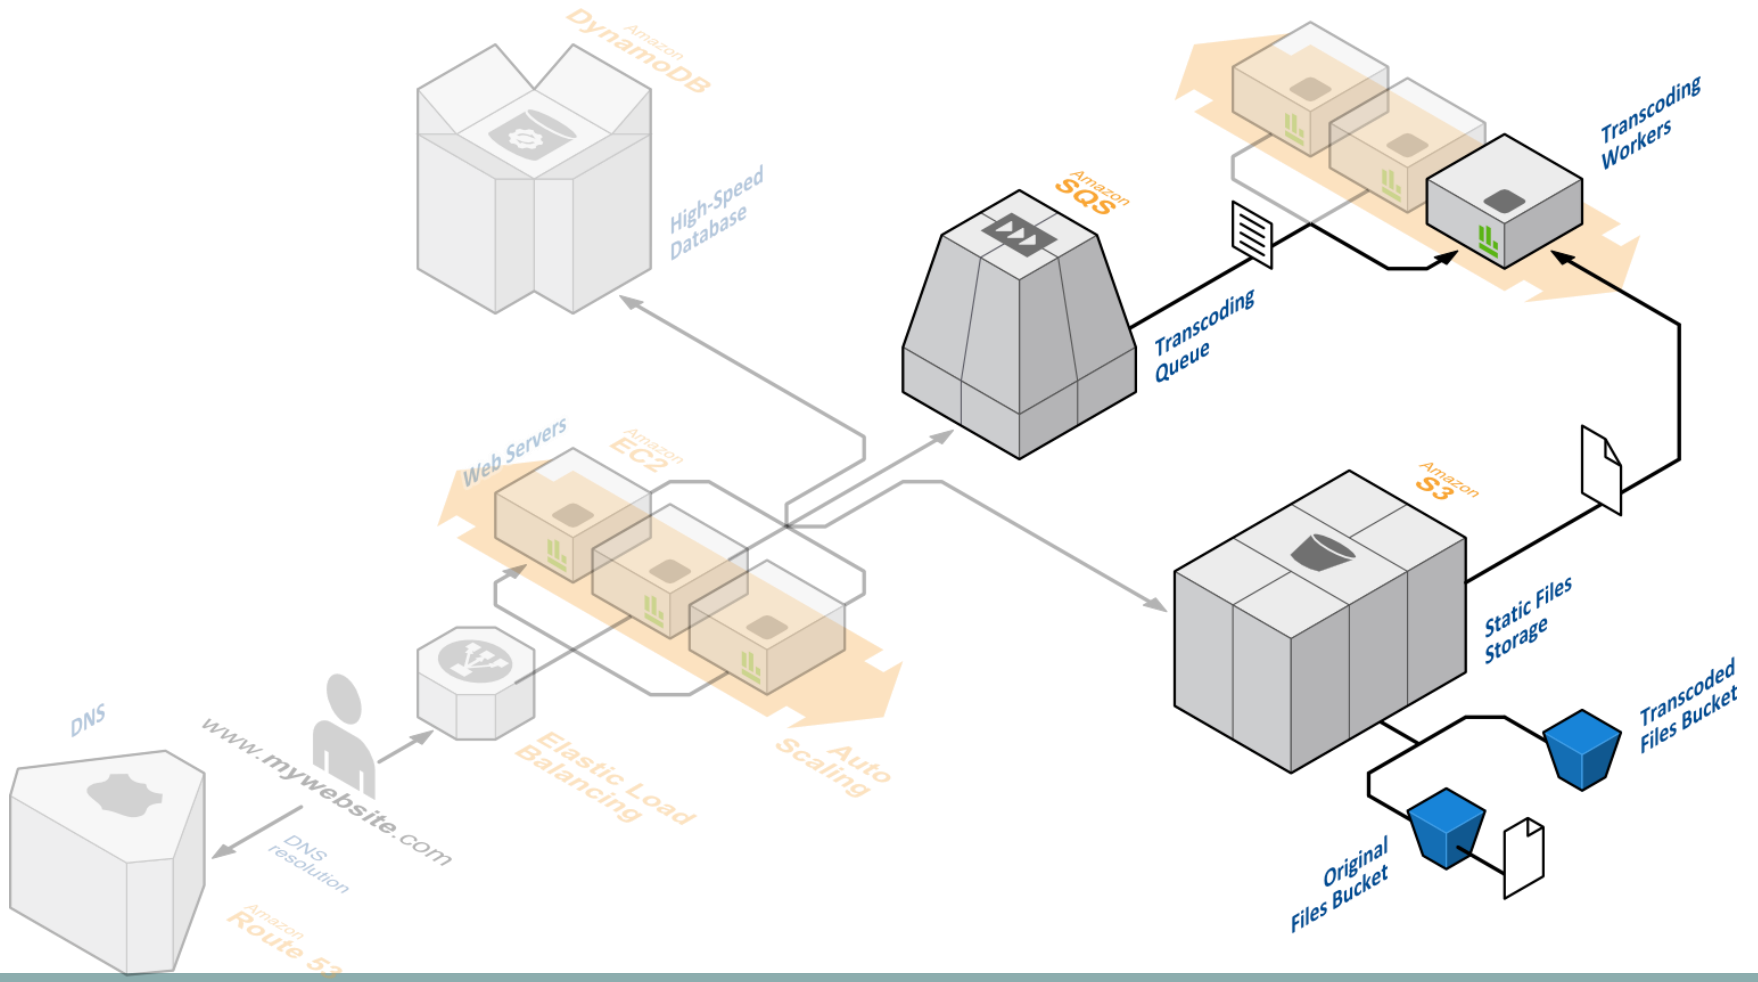 Amazon
DynamoDB
High-Speed
Database
Amazon
SQS
Transcoding
Queue
Transcoding
Workers
Web Servers
Amazon
EC2
Amazon
S3
Static Files
Storage
Transcoded
Files Bucket
Original
Files Bucket
Elastic Load
Balancing
Auto
Scaling
DNS
www.mywebsite.com
DNS
resolution
Amazon
Route 53